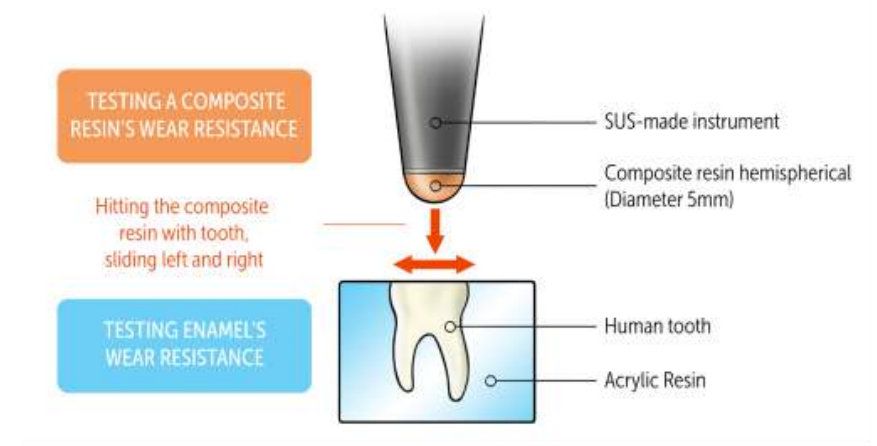 TESTING A COMPOSITE
RESIN'S WEAR RESISTANCE
SUS-made instrument
Composite resin hemispherical
(Diameter 5mm)
Hitting the composite
resin with tooth,
sliding left and right
TESTING ENAMEL'S
WEAR RESISTANCE
Human tooth
Acrylic Resin